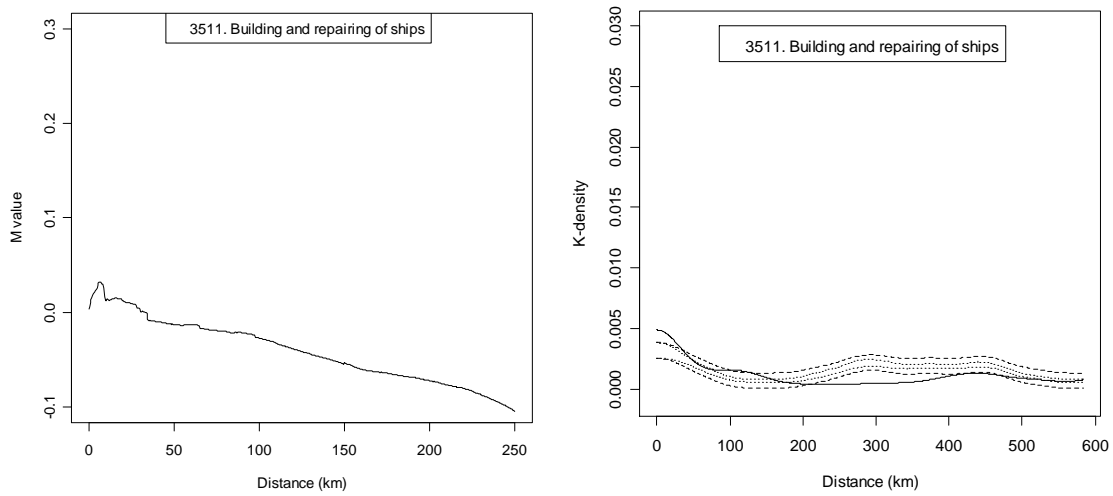 3511. Building and repairing of ships
0.3
0.2
0.1
0.0
-0.1
M value
0 50 100 150 200 250
Distance (km)
3511. Building and repairing of ships
0.030
0.025
0.020
0.015
0.010
0.005
0.000
K-density
0 100 200 300 400 500 600
Distance (km)